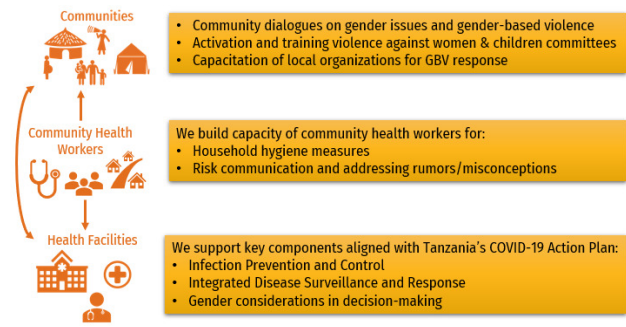 Communities
• Community dialogues on gender issues and gender-based violence
• Activation and training violence against women & children committees
• Capacitation of local organizations for GBV response
Community Health
Workers
We build capacity of community health workers for:
• Household hygiene measures
• Risk communication and addressing rumors/misconceptions
Health Facilities
We support key components aligned with Tanzania's COVID-19 Action Plan:
• Infection Prevention and Control
• Integrated Disease Surveillance and Response
• Gender considerations in decision-making